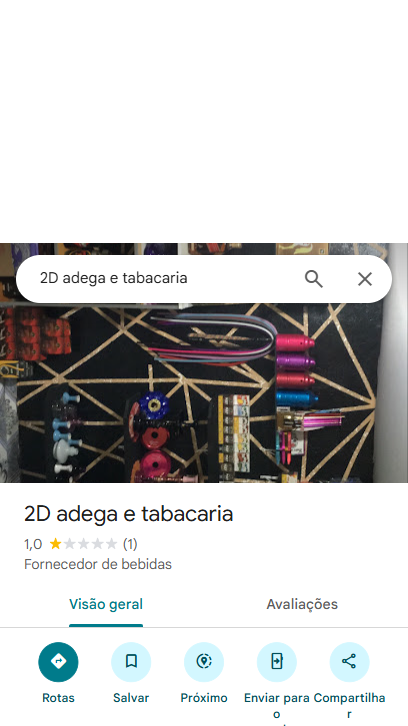 2D adega e tabacaria
2D adega e tabacaria
1,0 (1)
Fornecedor de bebidas
Visão geral Avaliações
Rotas Salvar Próximo Enviar para Compartilha
o r